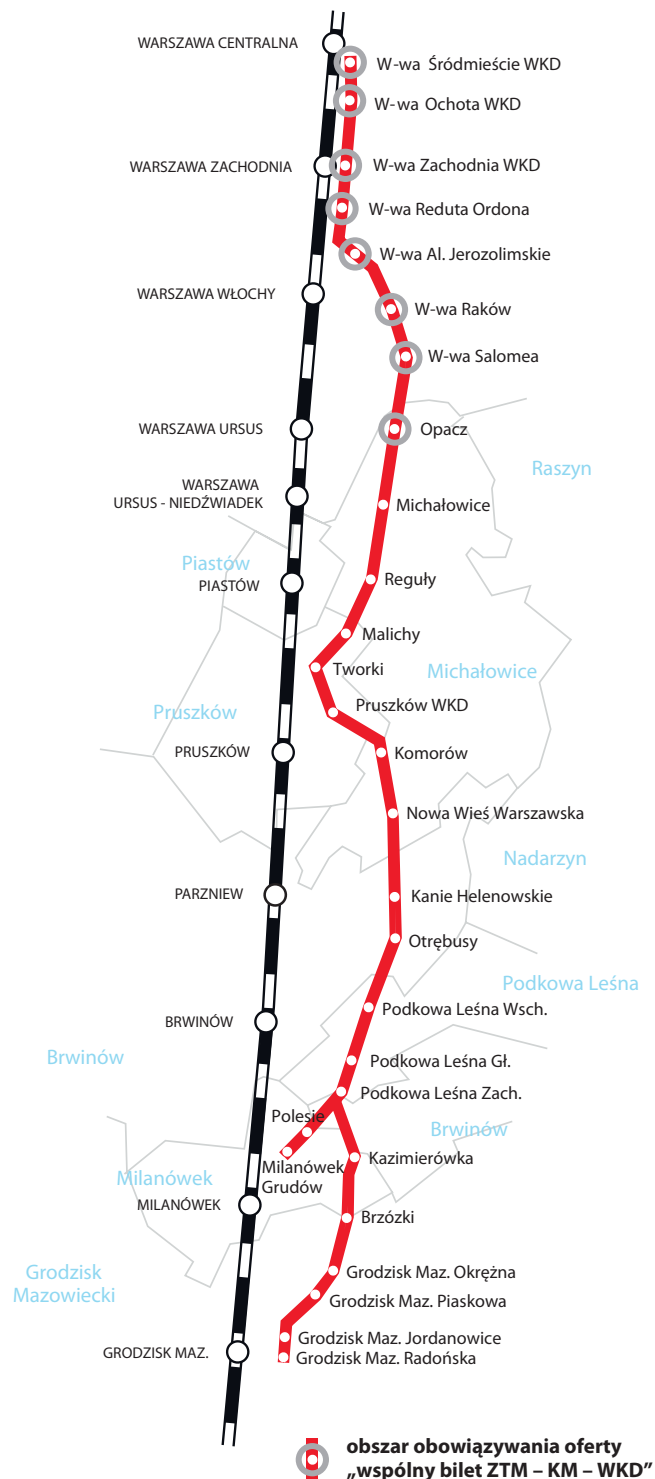 WARSZAWA CENTRALNA
W-wa Śródmieście WKD
W-wa Ochota WKD
WARSZAWA ZACHODNIA
W-wa Zachodnia WKD
W-wa Reduta Ordona
W-wa Al. Jerozolimskie
WARSZAWA WŁOCHY
W-wa Raków
W-wa Salomea
WARSZAWA URSUS
Opacz
Raszyn
WARSZAWA
URSUS - NIEDŹWIADEK
Michałowice
Piastów
PIASTÓW
Reguły
Malichy
Tworki
Michałowice
Pruszków
Pruszków WKD
PRUSZKÓW
Komorów
Nowa Wieś Warszawska
Nadarzyn
PARZNIEW
Kanie Helenowskie
Otrębusy
Podkowa Leśna
Podkowa Leśna Wsch.
BRWINÓW
Brwinów
Podkowa Leśna Gł.
Podkowa Leśna Zach.
Polesie
Brwinów
Kazimierówka
Milanówek
Grudów
Milanówek
MILANÓWEK
Brzózki
Grodzisk
Mazowiecki
Grodzisk Maz. Okrężna
Grodzisk Maz. Piaskowa
Grodzisk Maz. Jordanowice
GRODZISK MAZ.
Grodzisk Maz. Radońska
obszar obowiązywania oferty
„wspólny bilet ZTM – KM – WKD”